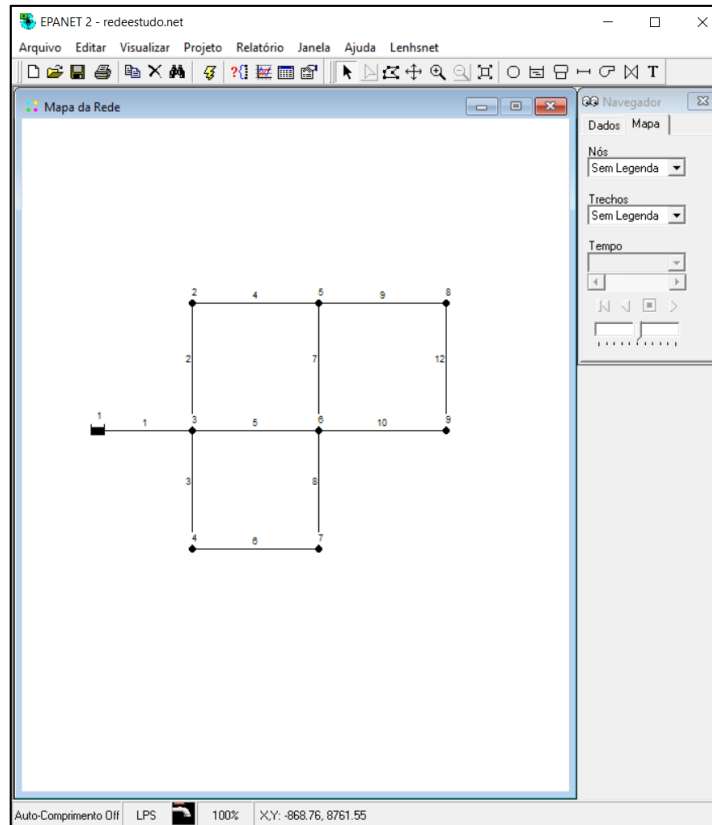 EPANET 2 - redeestudo.net
Arquivo Editar Visualizar Projeto Relatório Janela Ajuda Lenhsnet
T
Mapa da Rede
Navegador
Dados Mapa
Nós
Sem Legenda
Trechos
Sem Legenda
Tempo
2 4 5 9 8
2 7 12
1 1 3 5 6 10 9
3 8
4 6 7
Auto-Comprimento Off LPS 100% X,Y: -868.76, 8761.55